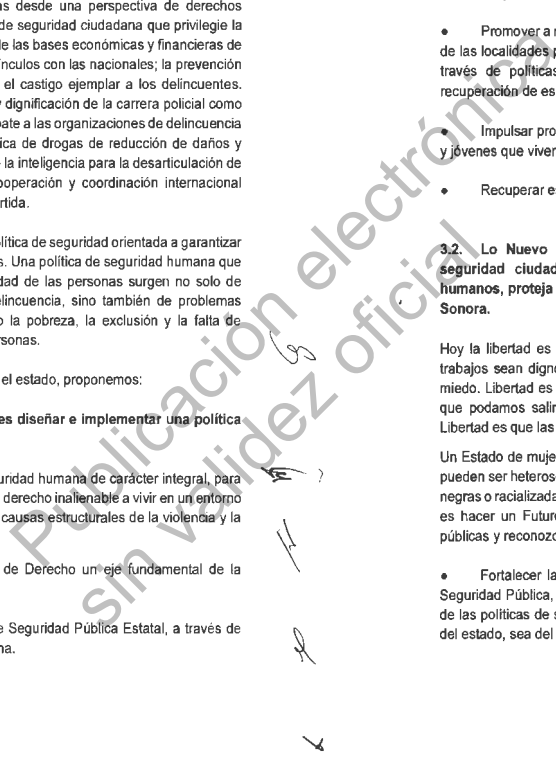 as desde una perspectiva de derechos
de seguridad ciudadana que privilegie la
de las bases económicas y financieras de
ínculos con las nacionales; la prevención
el castigo ejemplar a los delincuentes.
y dignificación de la carrera policial como
bate a las organizaciones de delincuencia
ica de drogas de reducción de daños y
la inteligencia para la desarticulación de
ooperación y coordinación internacional
rtida.
lítica de seguridad orientada a garantizar
s. Una política de seguridad humana que
dad de las personas surgen no solo de
elincuencia, sino también de problemas
o la pobreza, la exclusión y la falta de
rsonas.
el estado, proponemos:
es diseñar e implementar una política
uridad humana de carácter integral, para
derecho inalienable a vivir en un entorno
causas estructurales de la violencia y la
de Derecho un eje fundamental de la
e Seguridad Pública Estatal, a través de
na.
• Promover a
de las localidades p
través de políticas
recuperación de es
• Impulsar pro
y jóvenes que viver
• Recuperar es
3.2. Lo Nuevo
seguridad ciudad
humanos, proteja
Sonora.
Hoy la libertad es
trabajos sean digno
miedo. Libertad es
que podamos salir
Libertad es que las
Un Estado de muje
pueden ser heteros
negras o racializada
es hacer un Futuro
públicas y reconozc
• Fortalecer la
Seguridad Pública,
de las políticas de s
del estado, sea del
Publicación electrónica
sin validez oficial